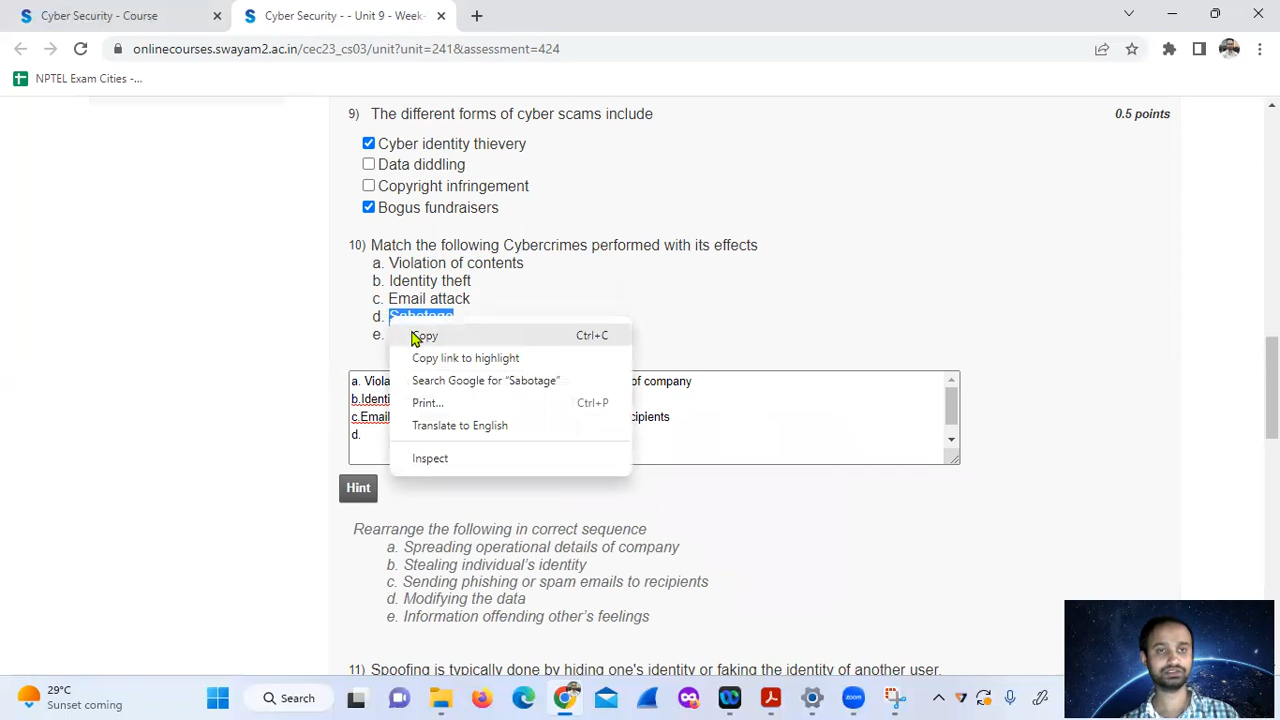 Cyber Security - Course
Cyber Security - - Unit 9 - Week-
onlinecourses.swayam2.ac.in/cec23_cs03/unit?unit=241&assessment=424
NPTEL Exam Cities -...
9) The different forms of cyber scams include
0.5 points
Cyber identity thievery
Data diddling
Copyright infringement
Bogus fundraisers
10) Match the following Cybercrimes performed with its effects
a. Violation of contents
b. Identity theft
c. Email attack
d. Sabotage
e.
Copy Ctrl+C
Copy link to highlight
Search Google for “Sabotage”
Print... Ctrl+P
Translate to English
Inspect
a. Viola of company
b.Identi
c.Email cipients
d.
Hint
Rearrange the following in correct sequence
a. Spreading operational details of company
b. Stealing individual’s identity
c. Sending phishing or spam emails to recipients
d. Modifying the data
e. Information offending other’s feelings
11) Spoofing is typically done by hiding one's identity or faking the identity of another user
29°C
Sunset coming
Search